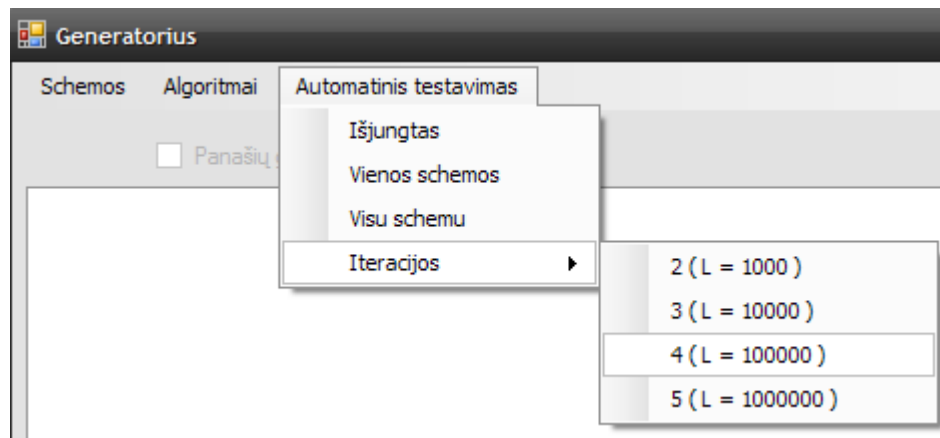 Generatorius
Schemos Algoritmai Automatinis testavimas
Išjungtas
Panašių
Vienos schemos
Visu schemu
Iteracijos
2 ( L = 1000 )
3 ( L = 10000 )
4 ( L = 100000 )
5 ( L = 1000000 )